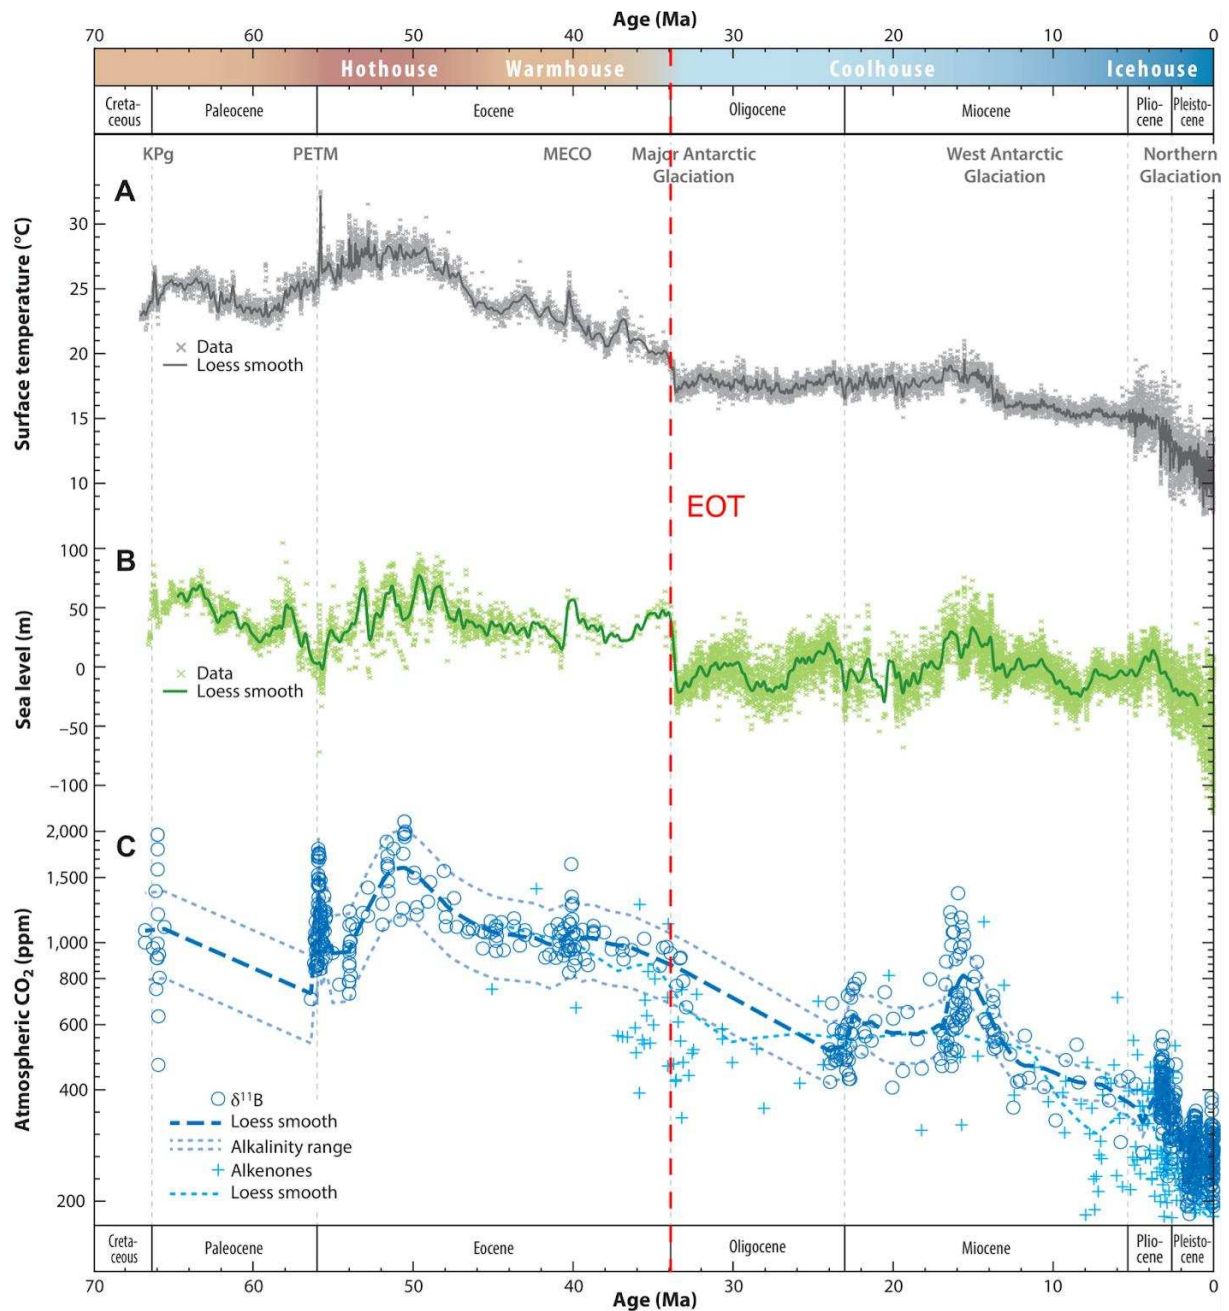 Age (Ma)
70 60 50 40 30 20 10 0
Hothouse Warmhouse Coolhouse Icehouse
Creta-
ceous
Paleocene
Eocene
Oligocene
Miocene
Plio-
cene
Pleisto-
cene
KPg
PETM
MECO
Major Antarctic
Glaciation
West Antarctic
Glaciation
Northern
Glaciation
A
Surface temperature (°C)
30
25
20
15
10
× Data
Loess smooth
EOT
B
Sea level (m)
100
50
0
−50
−100
× Data
Loess smooth
C
Atmospheric CO₂ (ppm)
2,000
1,500
1,000
800
600
400
200
δ¹¹B
Loess smooth
Alkalinity range
+ Alkenones
Loess smooth
Creta-
ceous
Paleocene
Eocene
Oligocene
Miocene
Plio-
cene
Pleisto-
cene
70 60 50 40 30 20 10 0
Age (Ma)